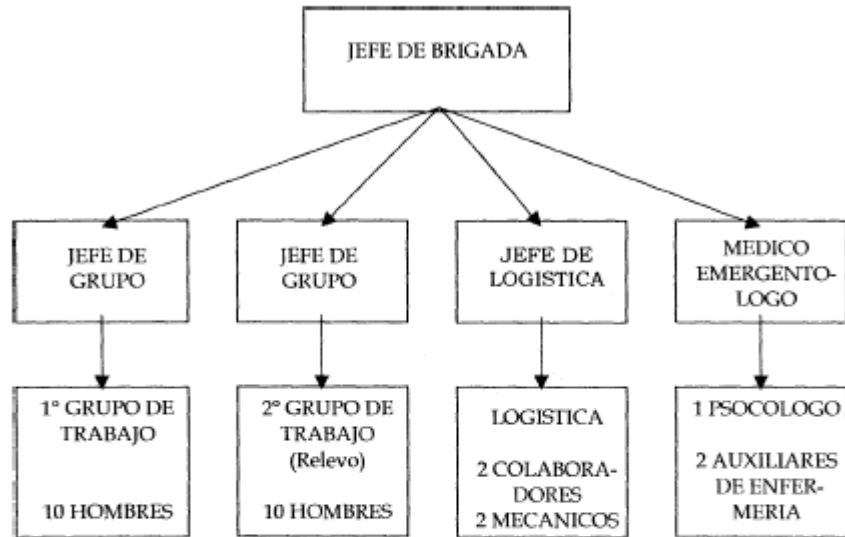 JEFE DE BRIGADA
JEFE DE
GRUPO
JEFE DE
GRUPO
JEFE DE
LOGISTICA
MEDICO
EMERGENTO-
LOGO
1° GRUPO DE
TRABAJO
10 HOMBRES
2° GRUPO DE
TRABAJO
(Relevo)
10 HOMBRES
LOGISTICA
2 COLABORA-
DORES
2 MECANICOS
1 PSOCOLOGO
2 AUXILIARES
DE ENFER-
MERIA